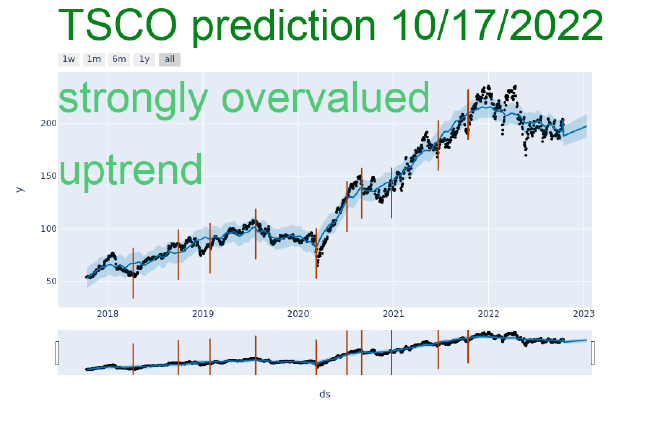 TSCO prediction 10/17/2022
1w 1m 6m 1y all
strongly overvalued
uptrend
200
150
100
50
y
2018 2019 2020 2021 2022 2023
ds